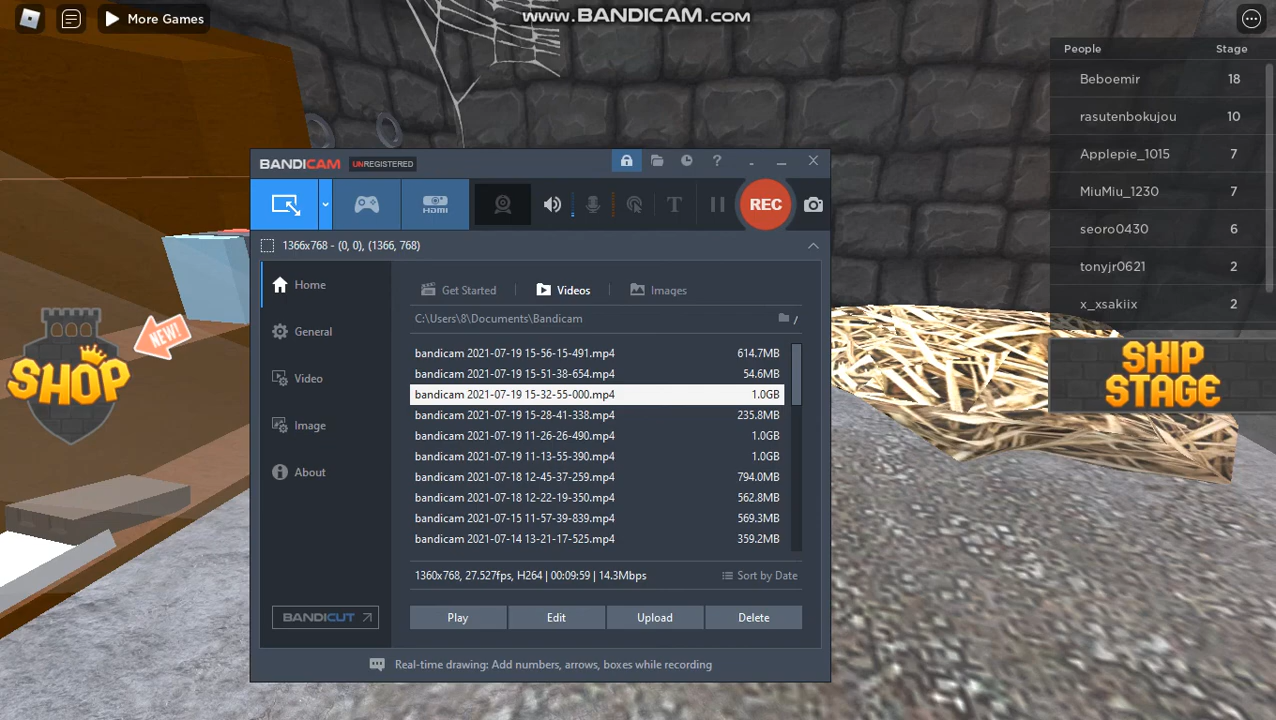 More Games
www.BANDICAM.com
People Stage
Beboemir 18
rasutenbokujou 10
Applepie_1015 7
MiuMiu_1230 7
seoro0430 6
tonyjr0621 2
x_xsakiix 2
SHIP
STAGE
NEW!
SHOP
BANDICAM UNREGISTERED
HDMI
T
REC
1366x768 - (0, 0), (1366, 768)
Home
General
Video
Image
About
BANDICUT
Get Started
Videos
Images
C:\Users\8\Documents\Bandicam /
bandicam 2021-07-19 15-56-15-491.mp4 614.7MB
bandicam 2021-07-19 15-51-38-654.mp4 54.6MB
bandicam 2021-07-19 15-32-55-000.mp4 1.0GB
bandicam 2021-07-19 15-28-41-338.mp4 235.8MB
bandicam 2021-07-19 11-26-26-490.mp4 1.0GB
bandicam 2021-07-19 11-13-55-390.mp4 1.0GB
bandicam 2021-07-18 12-45-37-259.mp4 794.0MB
bandicam 2021-07-18 12-22-19-350.mp4 562.8MB
bandicam 2021-07-15 11-57-39-839.mp4 569.3MB
bandicam 2021-07-14 13-21-17-525.mp4 359.2MB
1360x768, 27.527fps, H264 | 00:09:59 | 14.3Mbps
Sort by Date
Play
Edit
Upload
Delete
Real-time drawing: Add numbers, arrows, boxes while recording